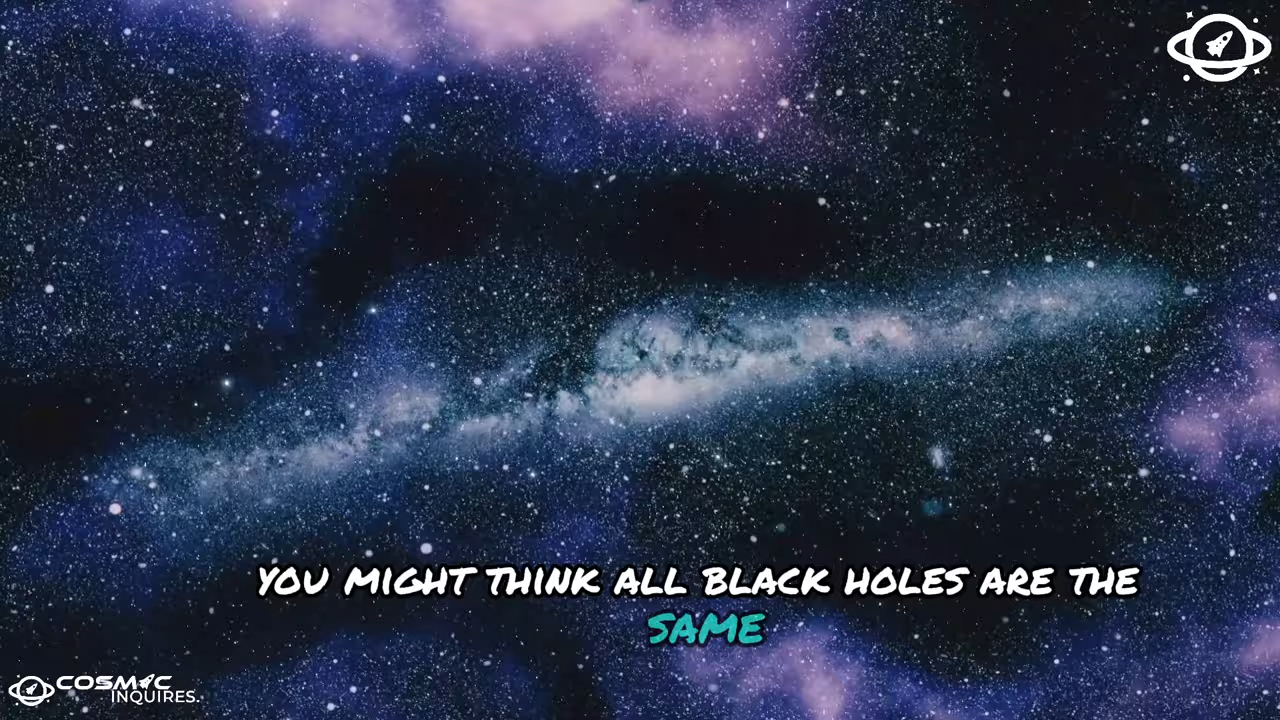 YOU MIGHT THINK ALL BLACK HOLES ARE THE
SAME
COSMIC
INQUIRES.